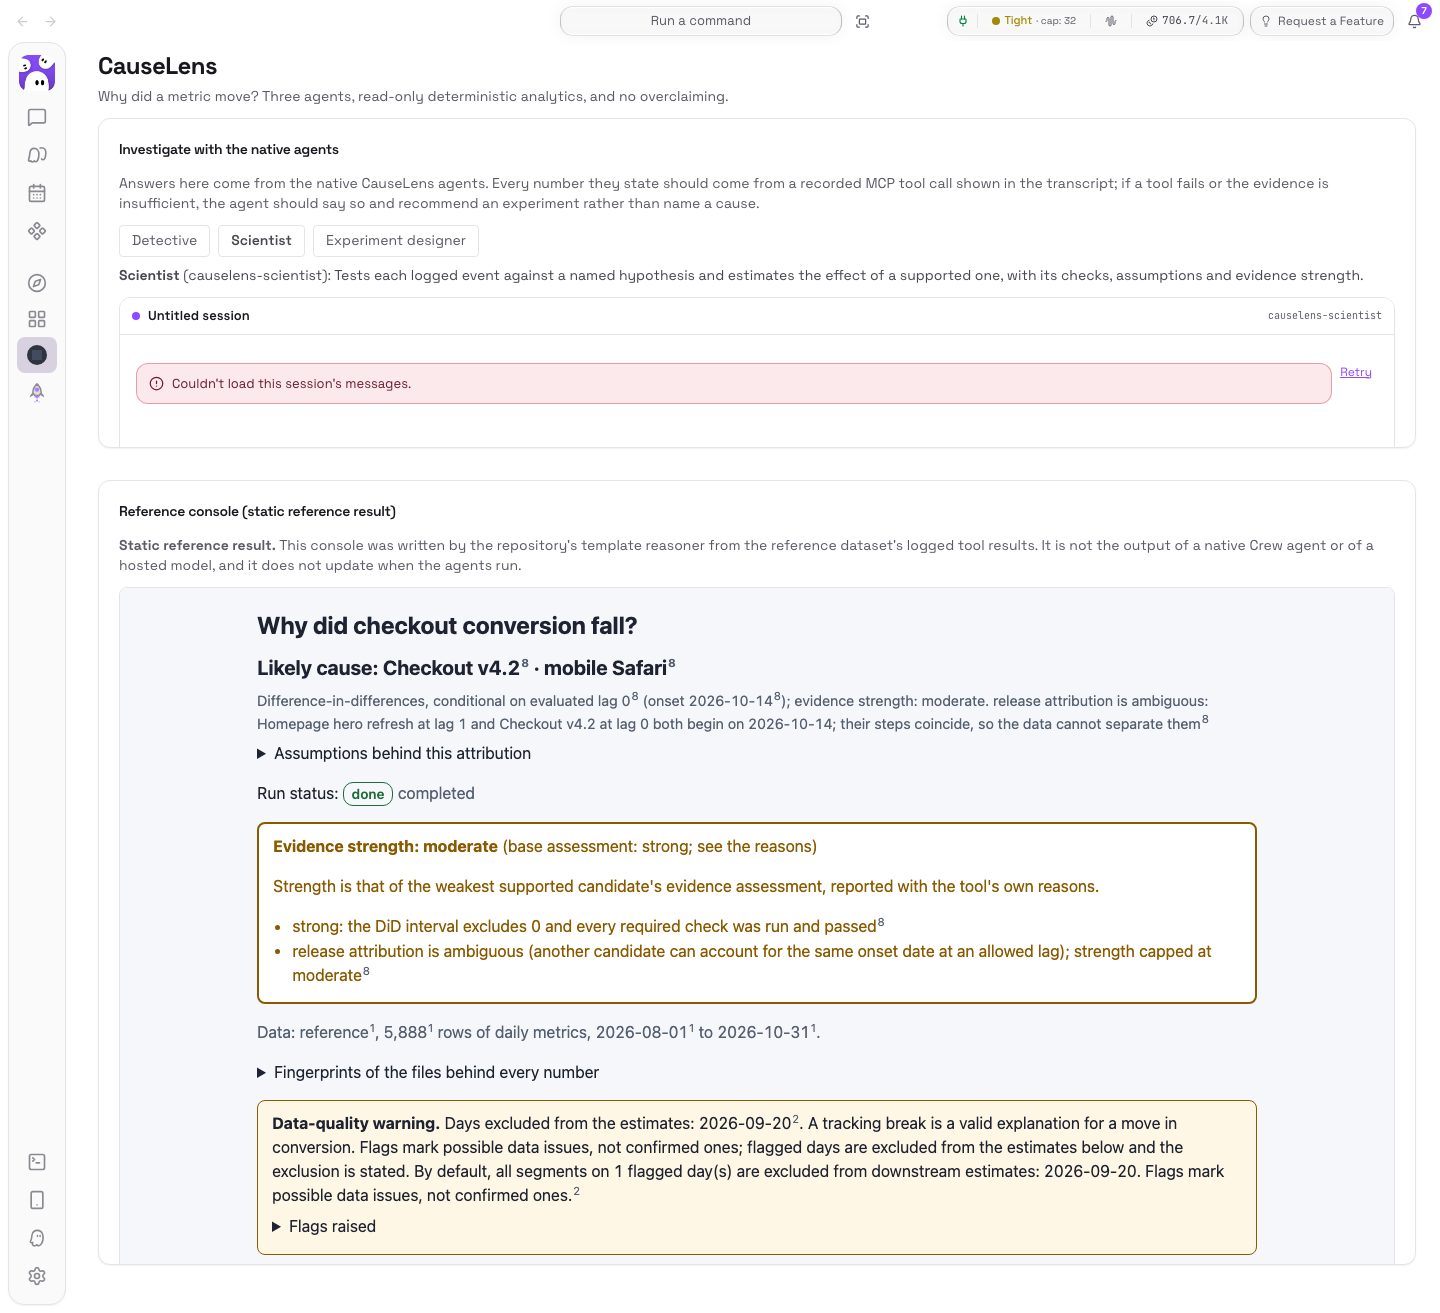 Run a command
Tight · cap: 32
706.7/4.1K
Request a Feature
7
CauseLens
Why did a metric move? Three agents, read-only deterministic analytics, and no overclaiming.
Investigate with the native agents
Answers here come from the native CauseLens agents. Every number they state should come from a recorded MCP tool call shown in the transcript; if a tool fails or the evidence is
insufficient, the agent should say so and recommend an experiment rather than name a cause.
Detective
Scientist
Experiment designer
Scientist (causelens-scientist): Tests each logged event against a named hypothesis and estimates the effect of a supported one, with its checks, assumptions and evidence strength.
Untitled session
causelens-scientist
Couldn't load this session's messages.
Retry
Reference console (static reference result)
Static reference result. This console was written by the repository's template reasoner from the reference dataset's logged tool results. It is not the output of a native Crew agent or of a
hosted model, and it does not update when the agents run.
Why did checkout conversion fall?
Likely cause: Checkout v4.2⁸ · mobile Safari⁸
Difference-in-differences, conditional on evaluated lag 0⁸ (onset 2026-10-14⁸); evidence strength: moderate. release attribution is ambiguous:
Homepage hero refresh at lag 1 and Checkout v4.2 at lag 0 both begin on 2026-10-14; their steps coincide, so the data cannot separate them⁸
Assumptions behind this attribution
Run status: done completed
Evidence strength: moderate (base assessment: strong; see the reasons)
Strength is that of the weakest supported candidate's evidence assessment, reported with the tool's own reasons.
• strong: the DiD interval excludes 0 and every required check was run and passed⁸
• release attribution is ambiguous (another candidate can account for the same onset date at an allowed lag); strength capped at
moderate⁸
Data: reference¹, 5,888¹ rows of daily metrics, 2026-08-01¹ to 2026-10-31¹.
Fingerprints of the files behind every number
Data-quality warning. Days excluded from the estimates: 2026-09-20². A tracking break is a valid explanation for a move in
conversion. Flags mark possible data issues, not confirmed ones; flagged days are excluded from the estimates below and the
exclusion is stated. By default, all segments on 1 flagged day(s) are excluded from downstream estimates: 2026-09-20. Flags mark
possible data issues, not confirmed ones.²
Flags raised